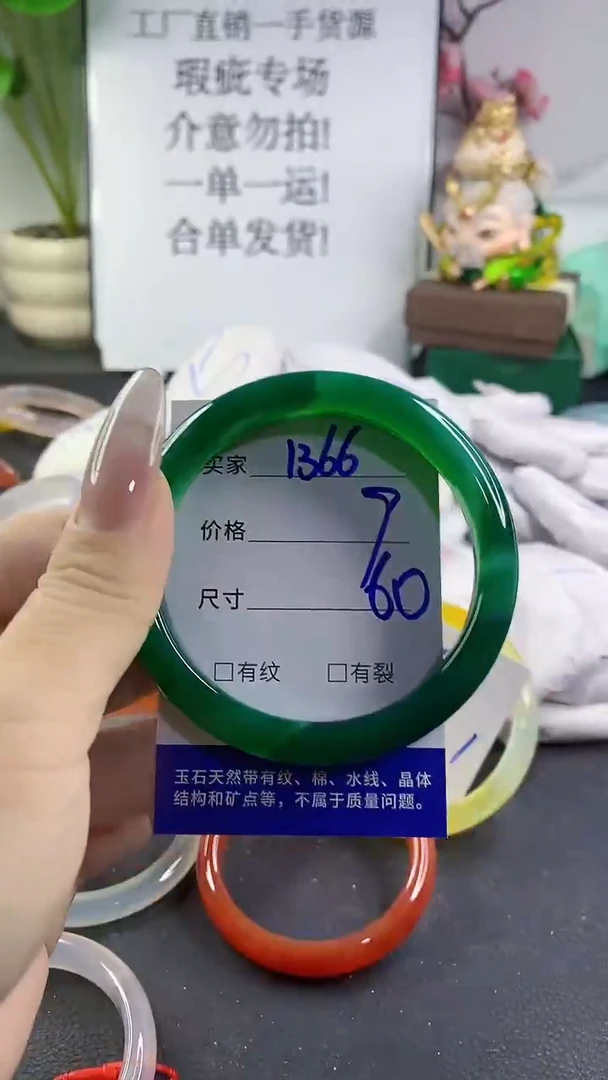 工厂直销一手货源
瑕疵专场
介意勿拍!
一单一运!
合单发货!
买家 1366
价格 7
尺寸 60
□有纹 □有裂
玉石天然带有纹、棉、水线、晶体
结构和矿点等，不属于质量问题。